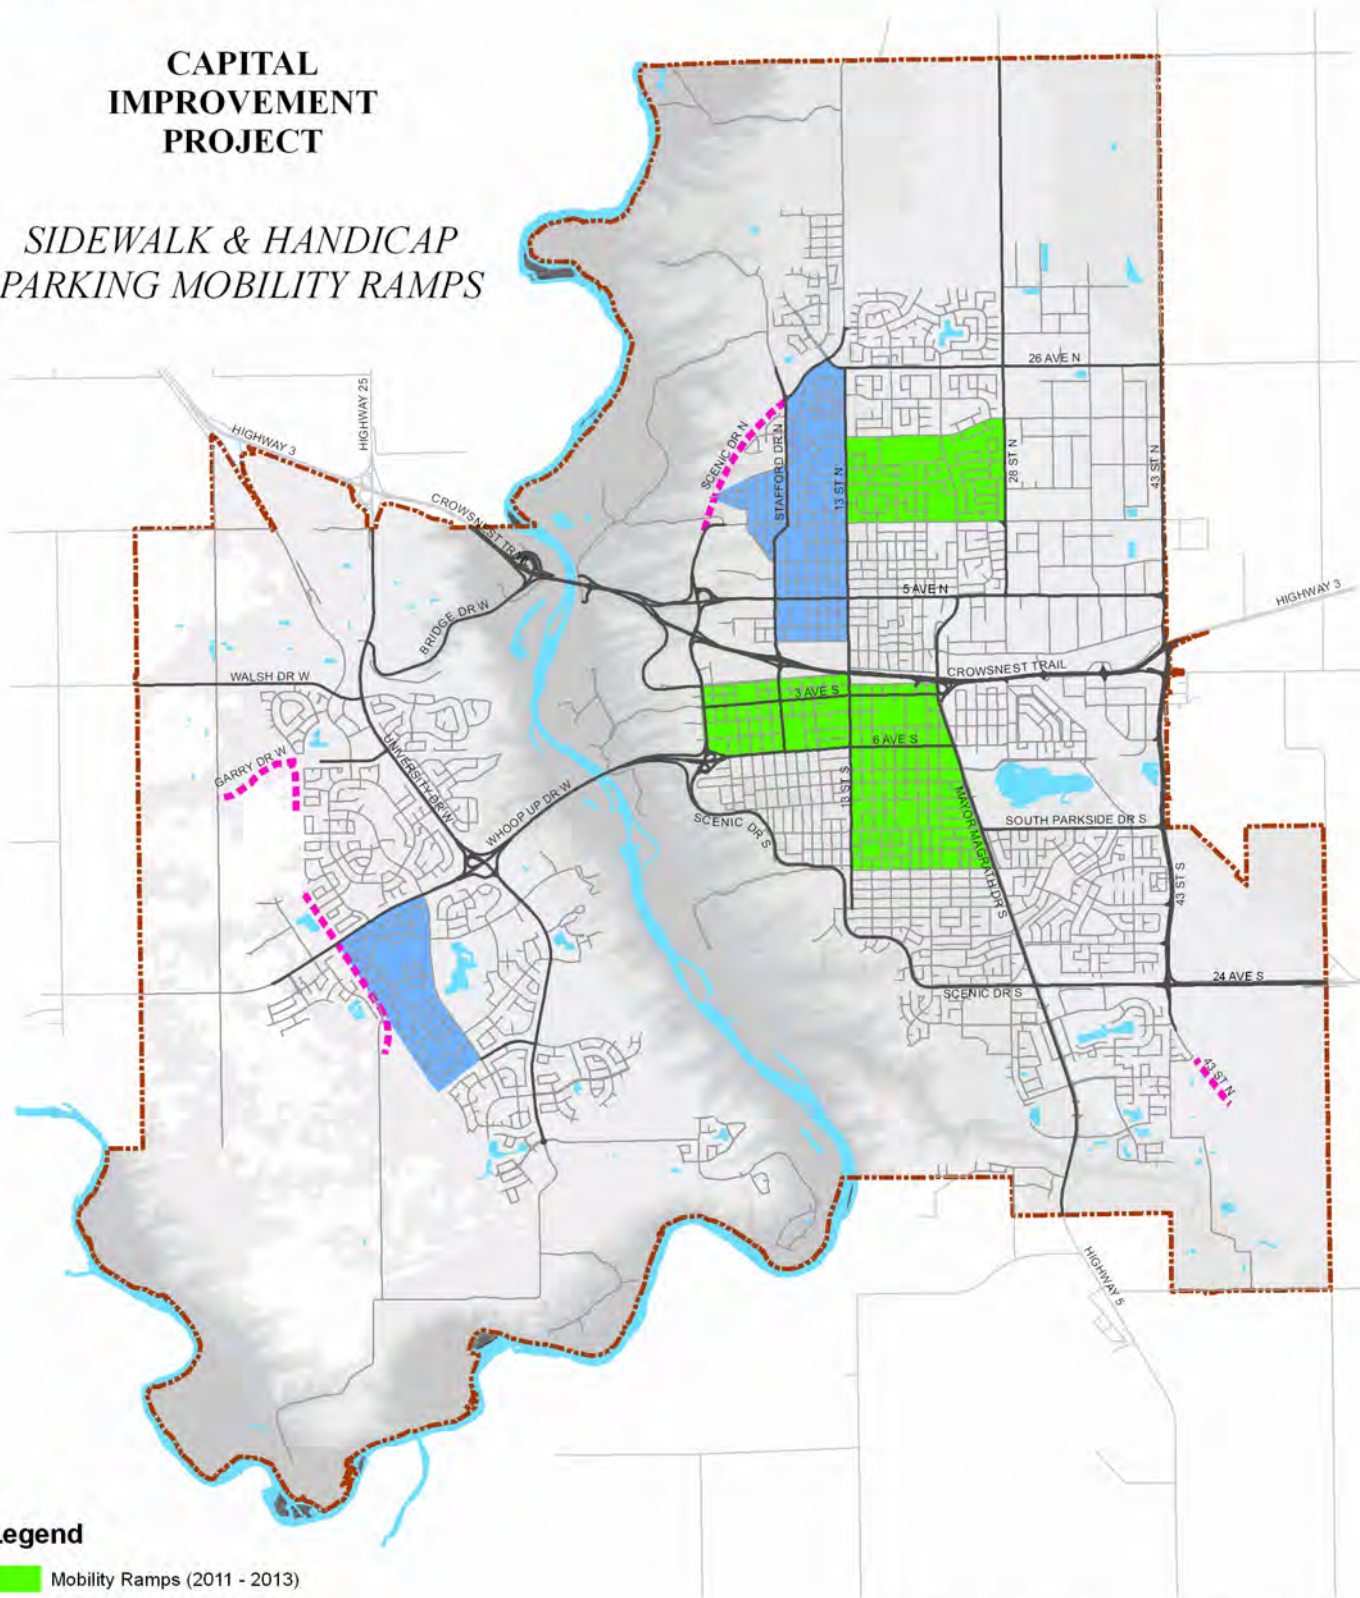 CAPITAL
IMPROVEMENT
PROJECT
SIDEWALK & HANDICAP
PARKING MOBILITY RAMPS
26 AVE N
HIGHWAY 25
HIGHWAY 3
SCENIC DR N
STAFFORD DR N
13 ST N
28 ST N
43 ST N
CROWSNEST TRAIL
5 AVE N
HIGHWAY 3
BRIDGE DR W
WALSH DR W
CROWSNEST TRAIL
3 AVE S
6 AVE S
GARRY DR W
UNIVERSITY DR W
WHOOP UP DR W
13 ST S
MAYOR MAGRATH DR S
SCENIC DR S
SOUTH PARKSIDE DR S
43 ST S
24 AVE S
SCENIC DR S
43 ST N
HIGHWAY 5
Legend
Mobility Ramps (2011 - 2013)